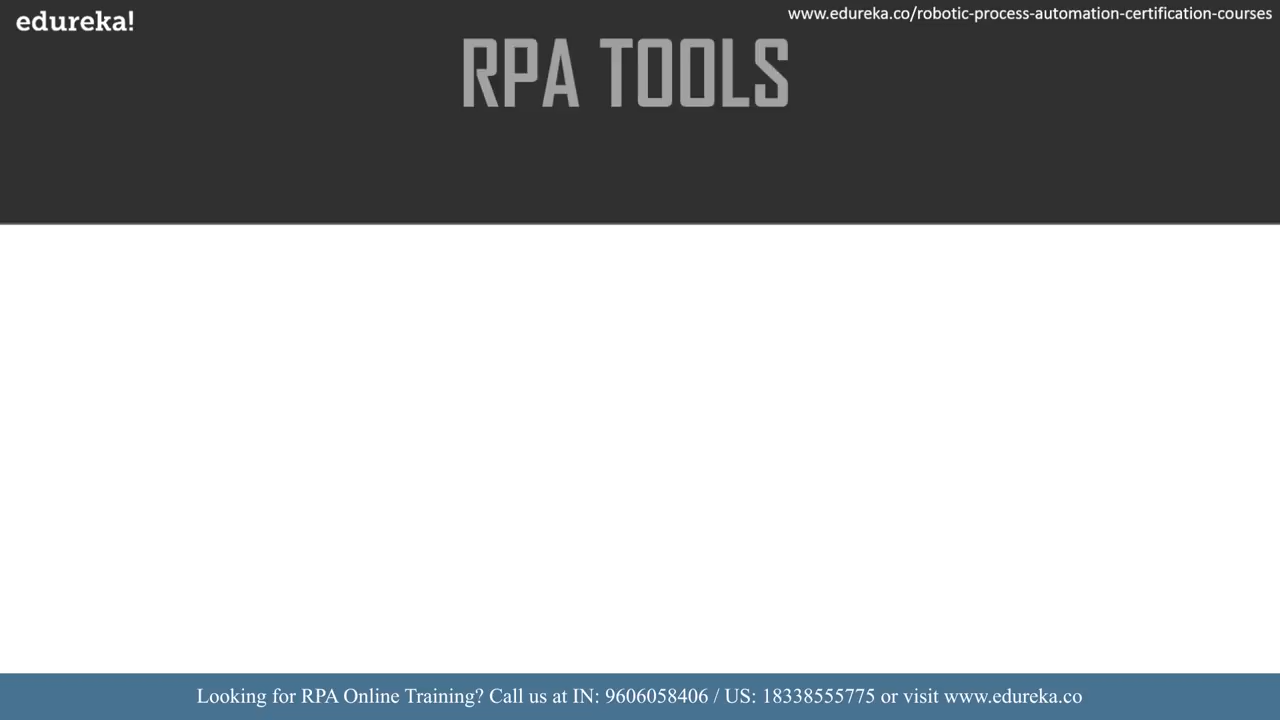 edureka!
www.edureka.co/robotic-process-automation-certification-courses
RPA TOOLS
Looking for RPA Online Training? Call us at IN: 9606058406 / US: 18338555775 or visit www.edureka.co